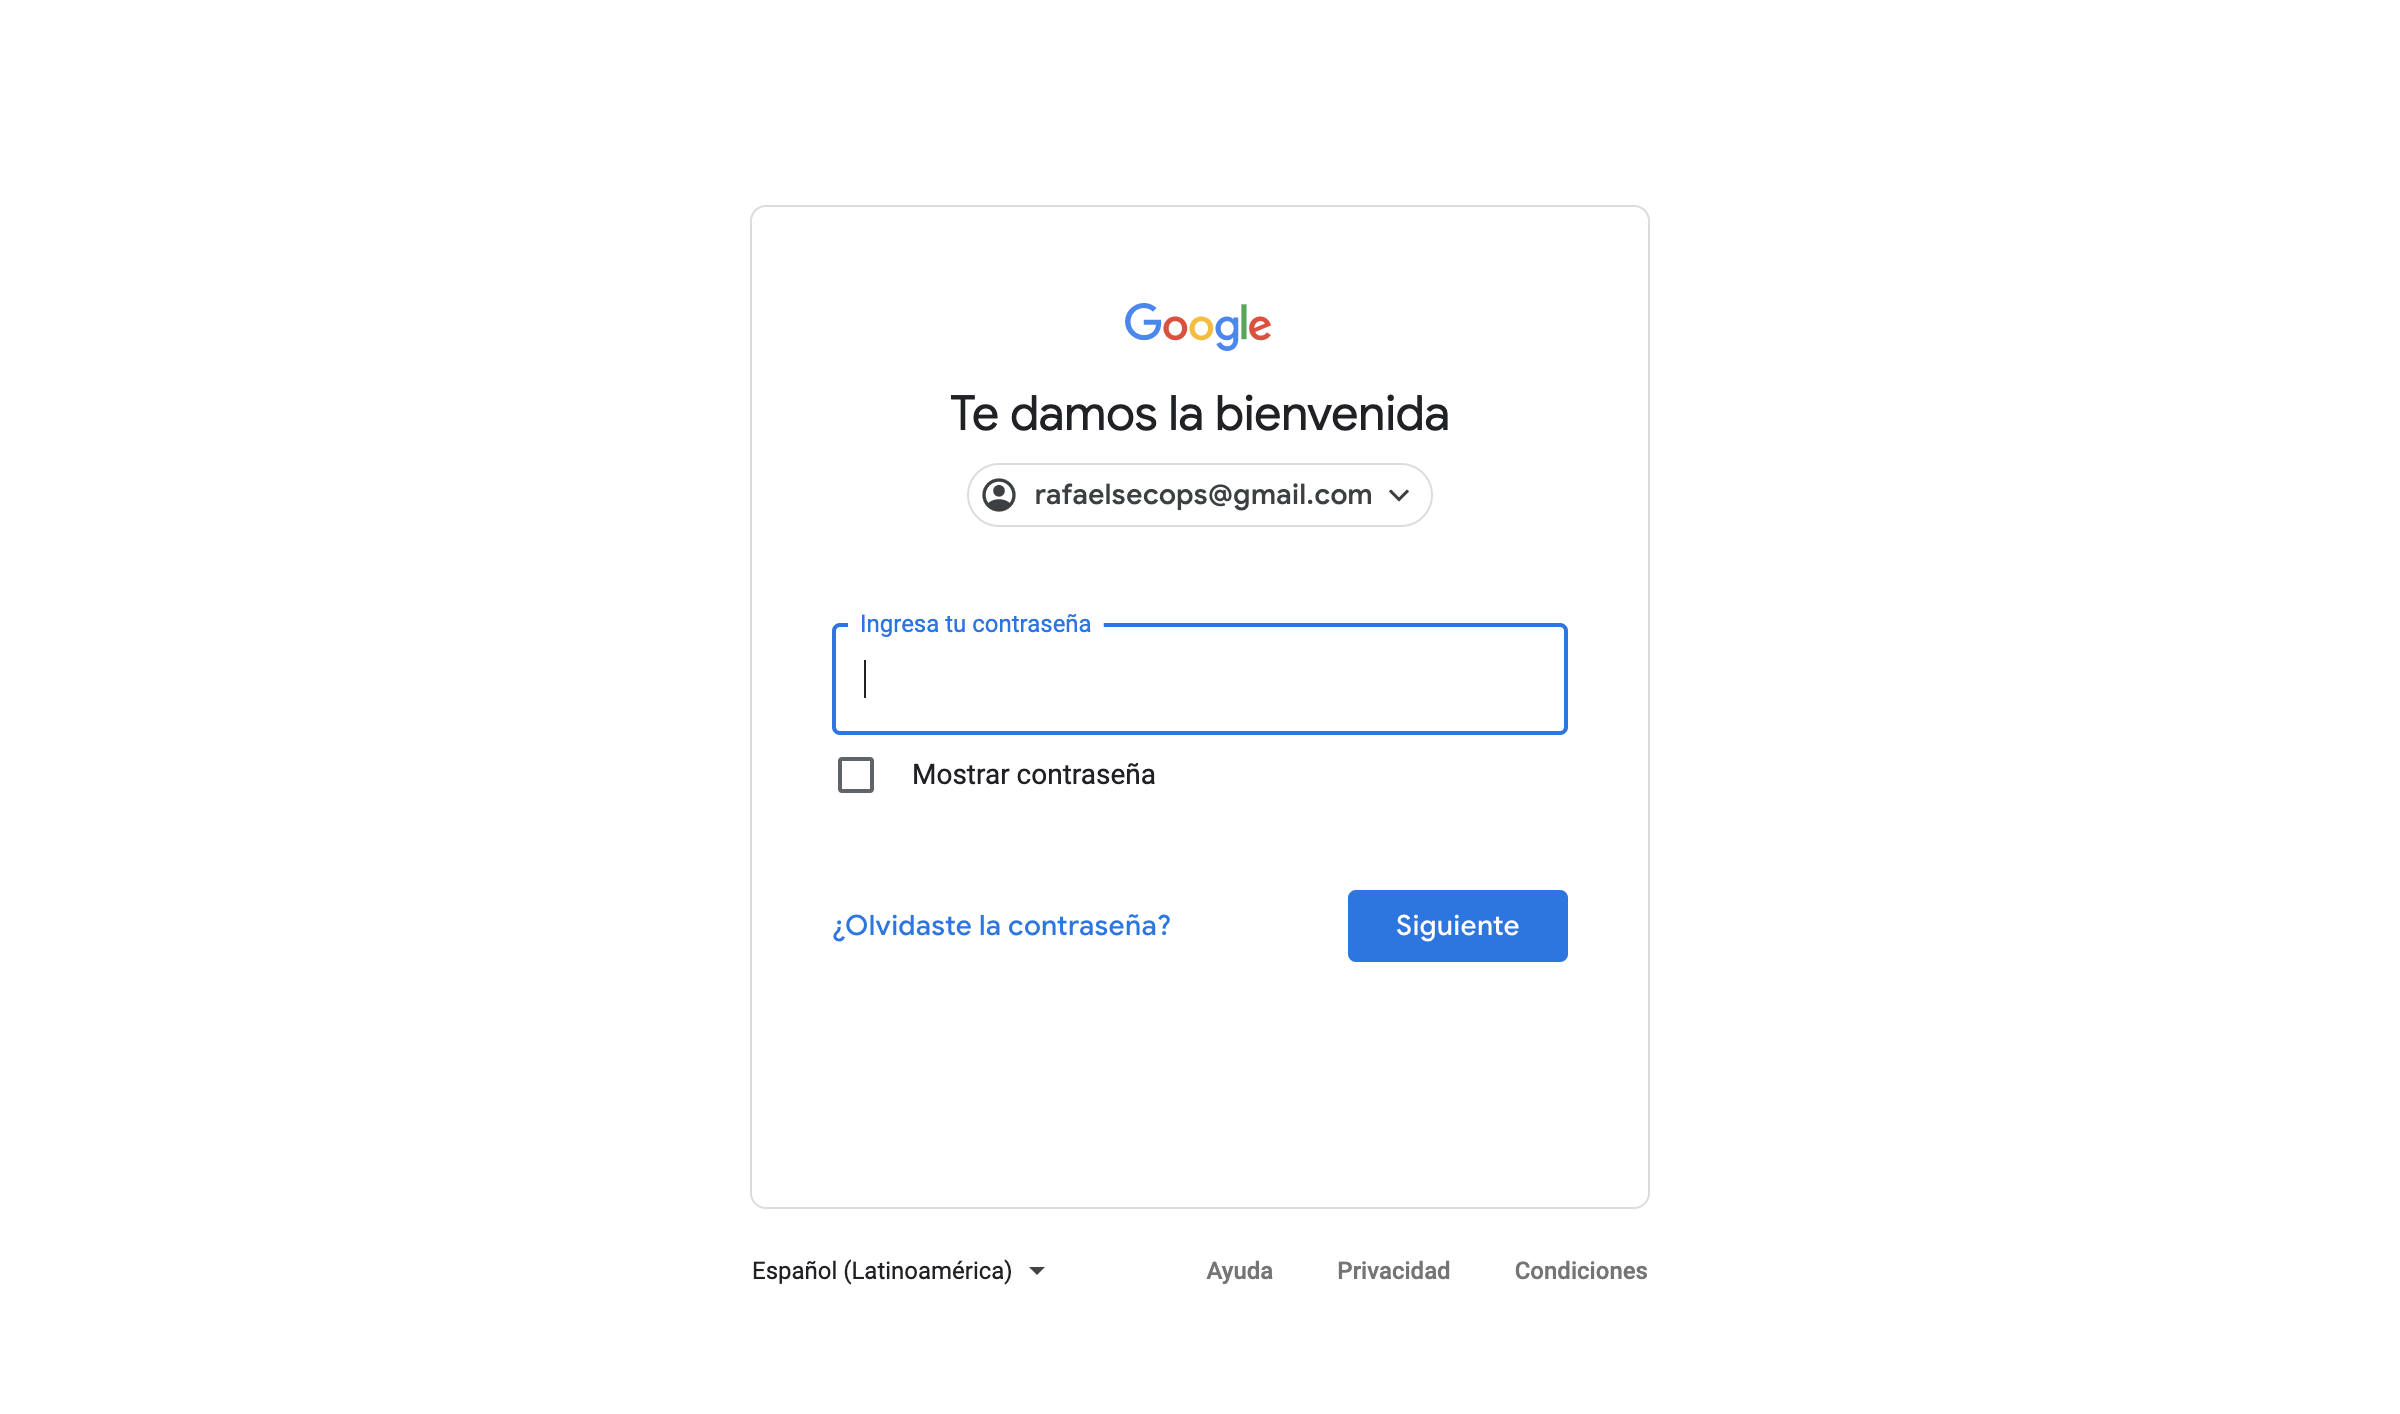 Google
Te damos la bienvenida
rafaelsecops@gmail.com
Ingresa tu contraseña
Mostrar contraseña
¿Olvidaste la contraseña? Siguiente
Español (Latinoamérica) Ayuda Privacidad Condiciones